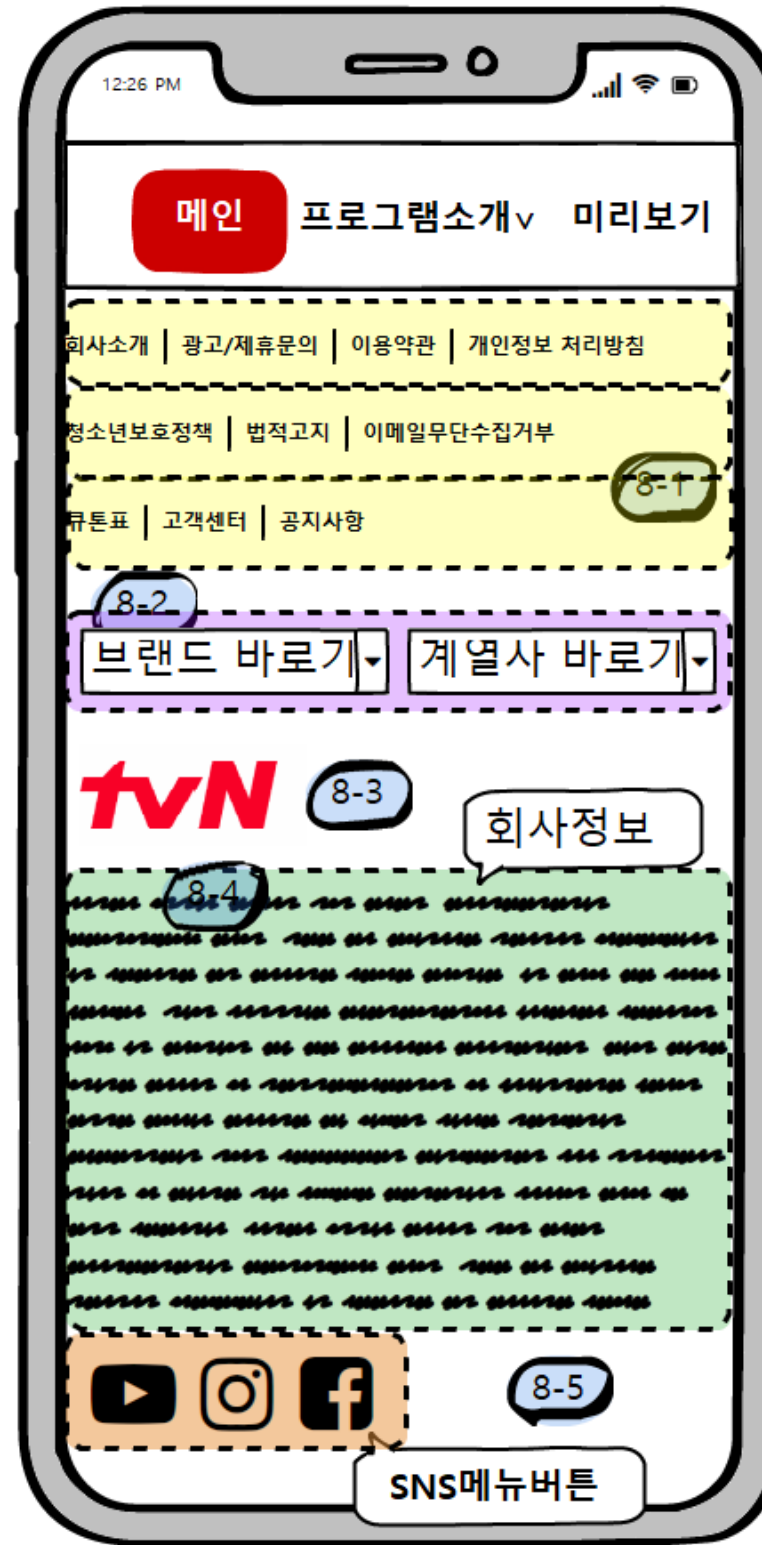 12:26 PM
메인 프로그램소개∨ 미리보기
회사소개 | 광고/제휴문의 | 이용약관 | 개인정보 처리방침
청소년보호정책 | 법적고지 | 이메일무단수집거부
8-1
큐톤표 | 고객센터 | 공지사항
8-2
브랜드 바로기 계열사 바로기
tvN 8-3
회사정보
8-4
8-5
SNS메뉴버튼